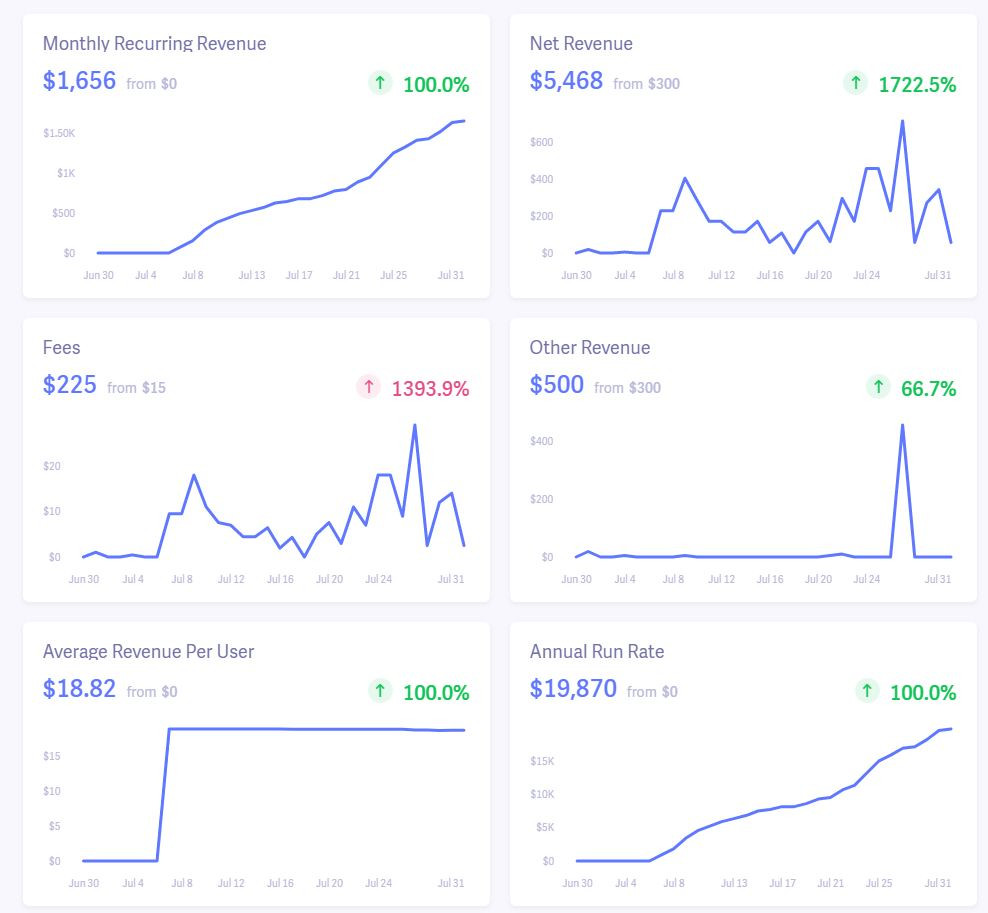 Monthly Recurring Revenue
$1,656 from $0 ↑ 100.0%
$1.50K
$1K
$500
$0
Jun 30 Jul 4 Jul 8 Jul 13 Jul 17 Jul 21 Jul 25 Jul 31
Net Revenue
$5,468 from $300 ↑ 1722.5%
$600
$400
$200
$0
Jun 30 Jul 4 Jul 8 Jul 12 Jul 16 Jul 20 Jul 24 Jul 31
Fees
$225 from $15 ↑ 1393.9%
$20
$10
$0
Jun 30 Jul 4 Jul 8 Jul 12 Jul 16 Jul 20 Jul 24 Jul 31
Other Revenue
$500 from $300 ↑ 66.7%
$400
$200
$0
Jun 30 Jul 4 Jul 8 Jul 12 Jul 16 Jul 20 Jul 24 Jul 31
Average Revenue Per User
$18.82 from $0 ↑ 100.0%
$15
$10
$5
$0
Jun 30 Jul 4 Jul 8 Jul 12 Jul 16 Jul 20 Jul 24 Jul 31
Annual Run Rate
$19,870 from $0 ↑ 100.0%
$15K
$10K
$5K
$0
Jun 30 Jul 4 Jul 8 Jul 13 Jul 17 Jul 21 Jul 25 Jul 31